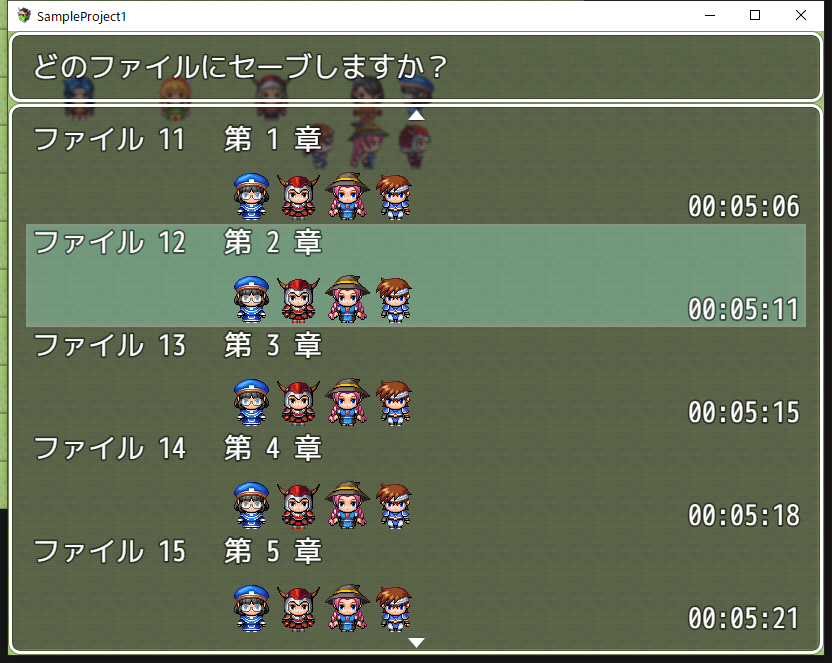 SampleProject1
どのファイルにセーブしますか？
ファイル 11 第 1 章
00:05:06
ファイル 12 第 2 章
00:05:11
ファイル 13 第 3 章
00:05:15
ファイル 14 第 4 章
00:05:18
ファイル 15 第 5 章
00:05:21